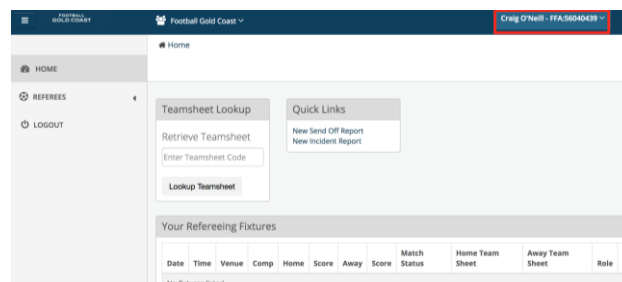 FOOTBALL
GOLD COAST
Football Gold Coast
Craig O'Neill - FFA:56040439
Home
HOME
REFEREES
LOGOUT
Teamsheet Lookup
Retrieve Teamsheet
Enter Teamsheet Code
Lookup Teamsheet
Quick Links
New Send Off Report
New Incident Report
Your Refereeing Fixtures
Date Time Venue Comp Home Score Away Score Match Status Home Team Sheet Away Team Sheet Role